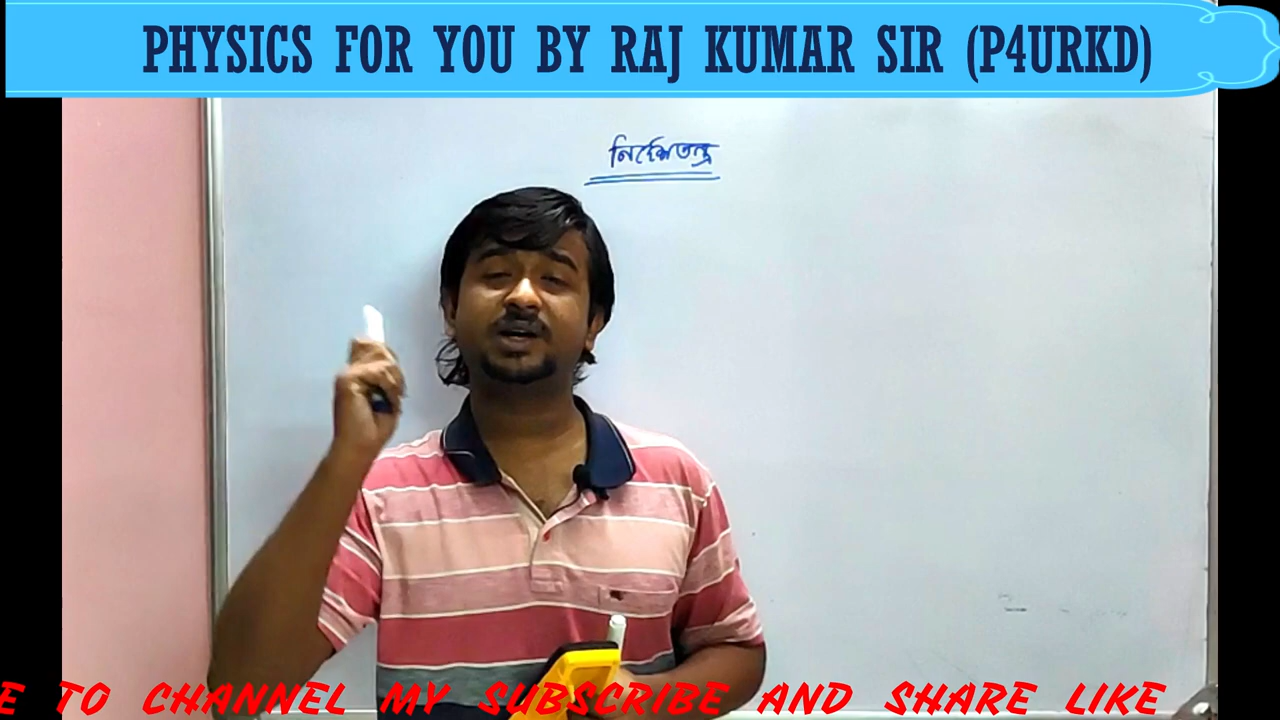 PHYSICS FOR YOU BY RAJ KUMAR SIR (P4URKD)
নির্দেশতন্ত্র
E TO CHANNEL MY SUBSCRIBE AND SHARE LIKE